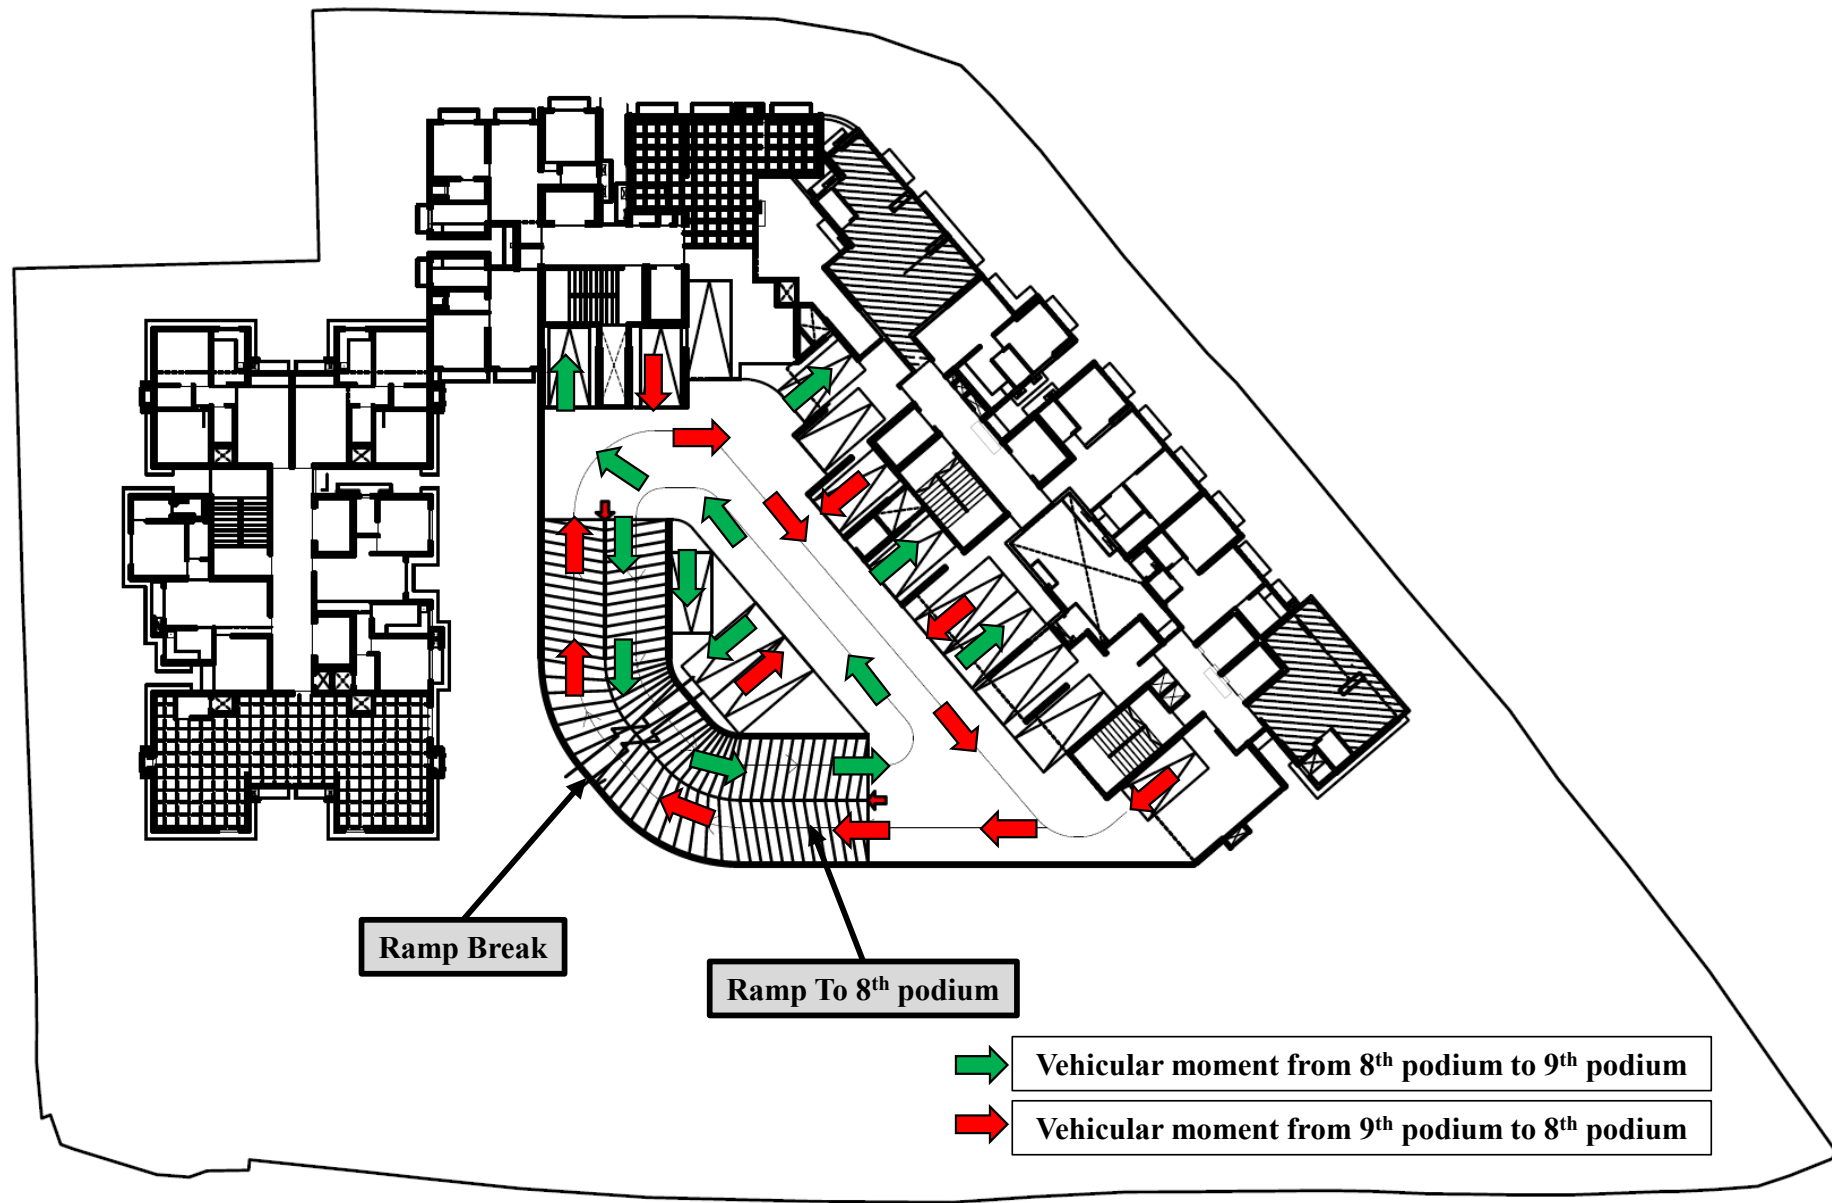 Ramp Break
Ramp To 8th podium
Vehicular moment from 8th podium to 9th podium
Vehicular moment from 9th podium to 8th podium